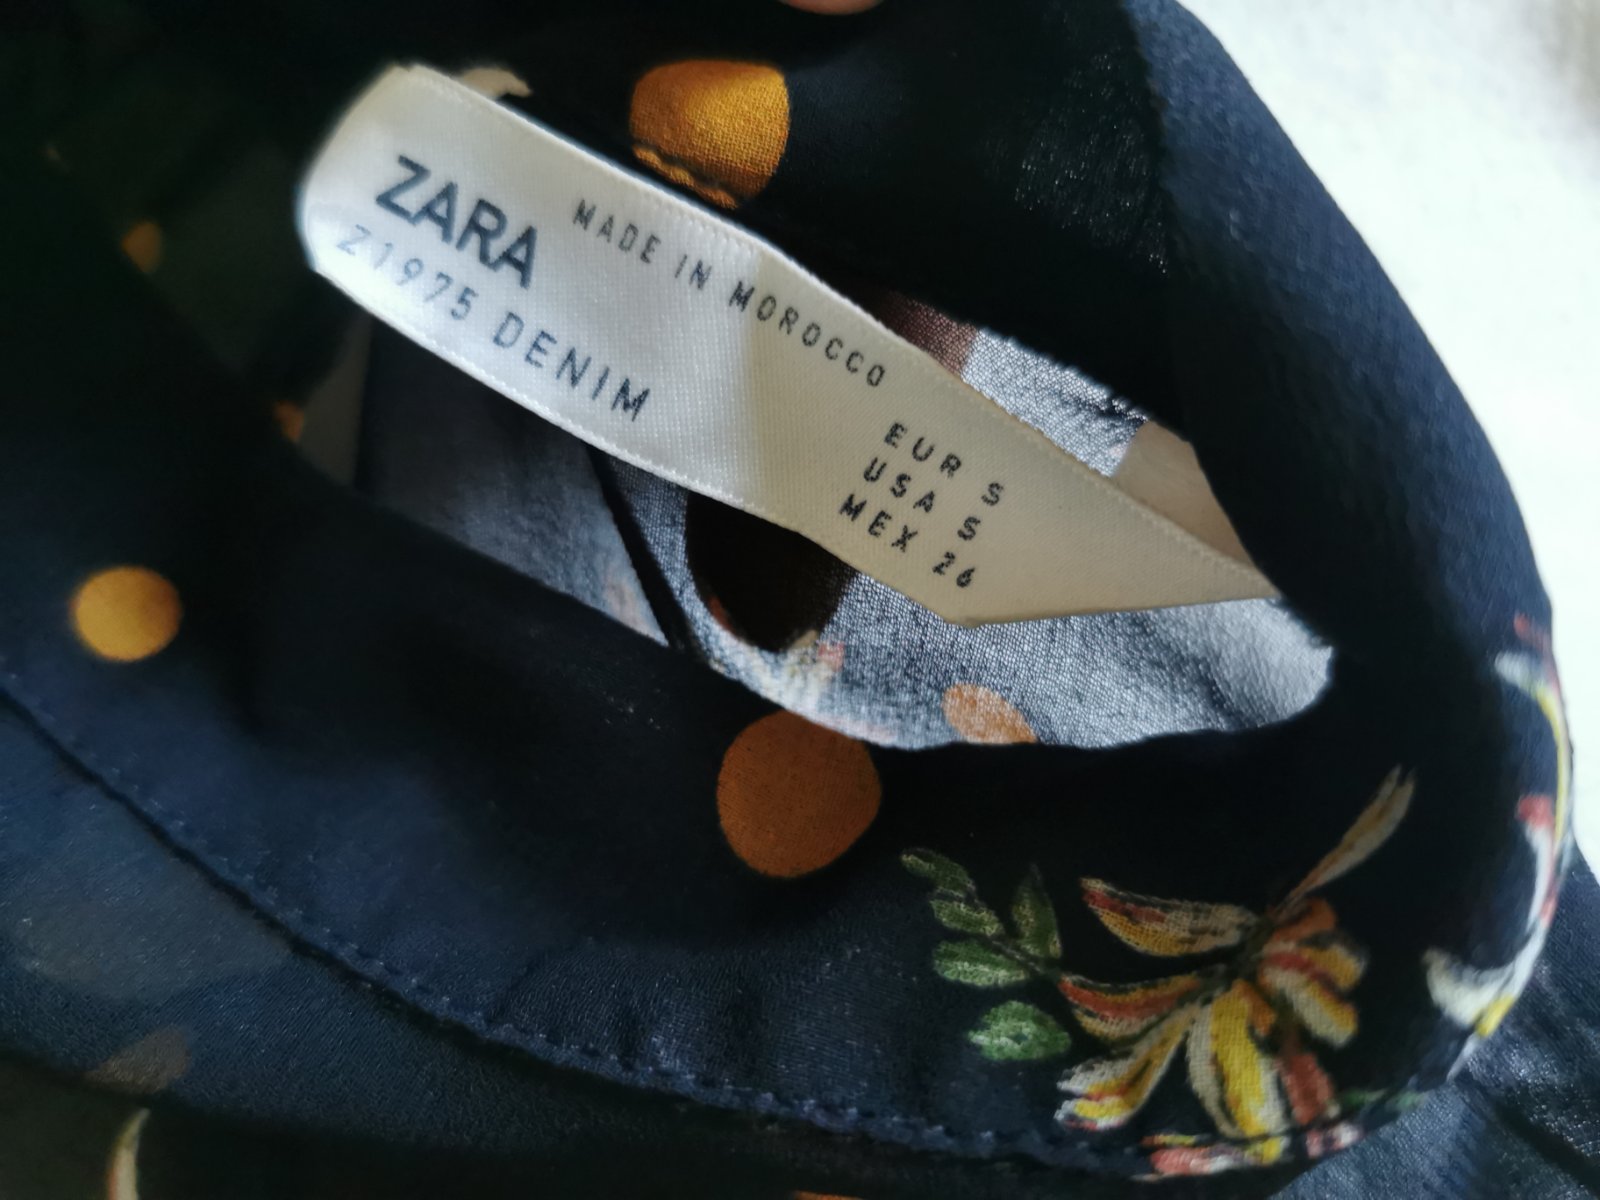 ZARA
Z1975 DENIM
MADE IN MOROCCO
EUR S
USA S
MEX 26